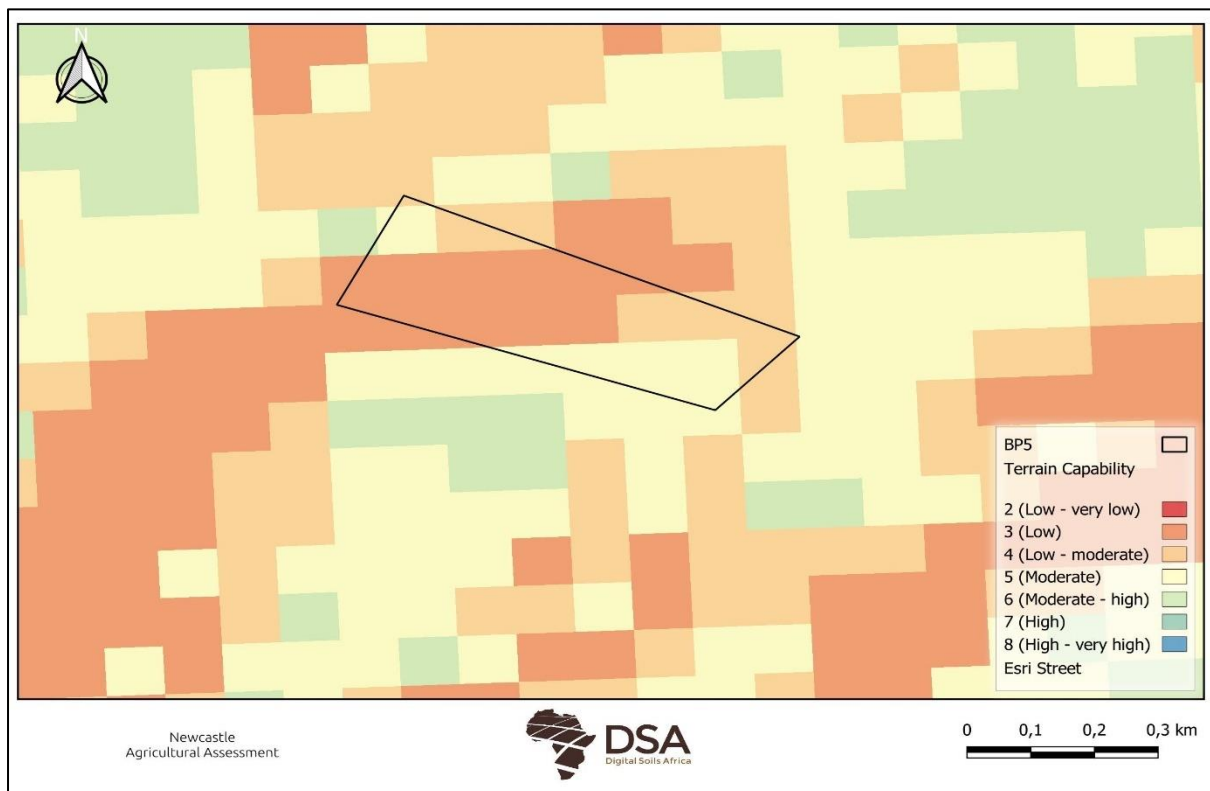 N
BP5
Terrain Capability
2 (Low - very low)
3 (Low)
4 (Low - moderate)
5 (Moderate)
6 (Moderate - high)
7 (High)
8 (High - very high)
Esri Street
Newcastle
Agricultural Assessment
DSA
Digital Soils Africa
0 0,1 0,2 0,3 km